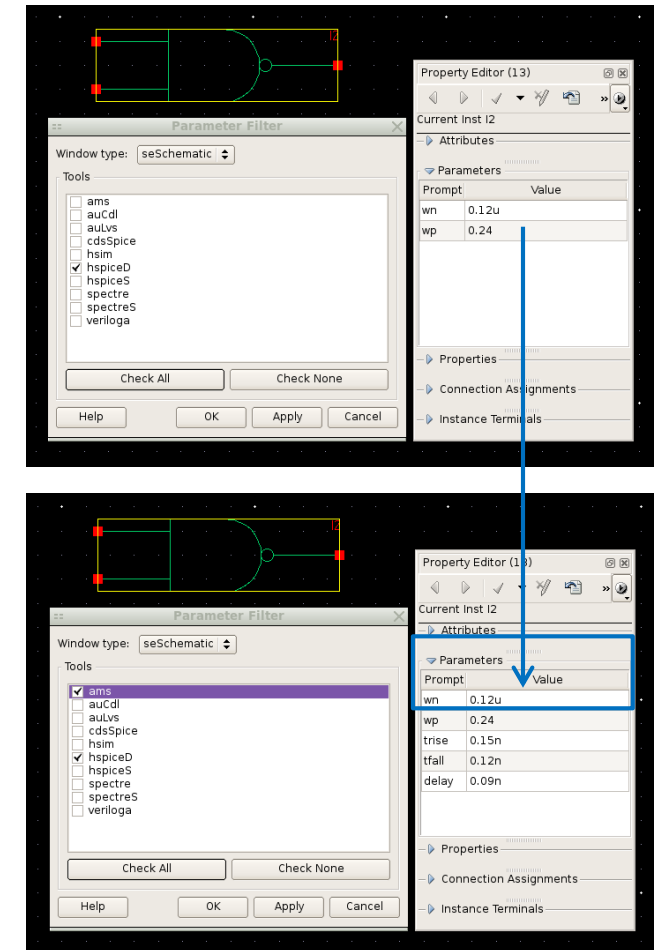 I2
Property Editor (13)
»
Current Inst I2
Attributes
Parameters
Prompt Value
wn 0.12u
wp 0.24
Properties
Connection Assignments
Instance Terminals
Parameter Filter
Window type: seSchematic
Tools
ams
auCdl
auLvs
cdsSpice
hsim
hspiceD
hspiceS
spectre
spectreS
veriloga
Check All Check None
Help OK Apply Cancel
I2
Property Editor (13)
»
Current Inst I2
Attributes
Parameters
Prompt Value
wn 0.12u
wp 0.24
trise 0.15n
tfall 0.12n
delay 0.09n
Properties
Connection Assignments
Instance Terminals
Parameter Filter
Window type: seSchematic
Tools
ams
auCdl
auLvs
cdsSpice
hsim
hspiceD
hspiceS
spectre
spectreS
veriloga
Check All Check None
Help OK Apply Cancel